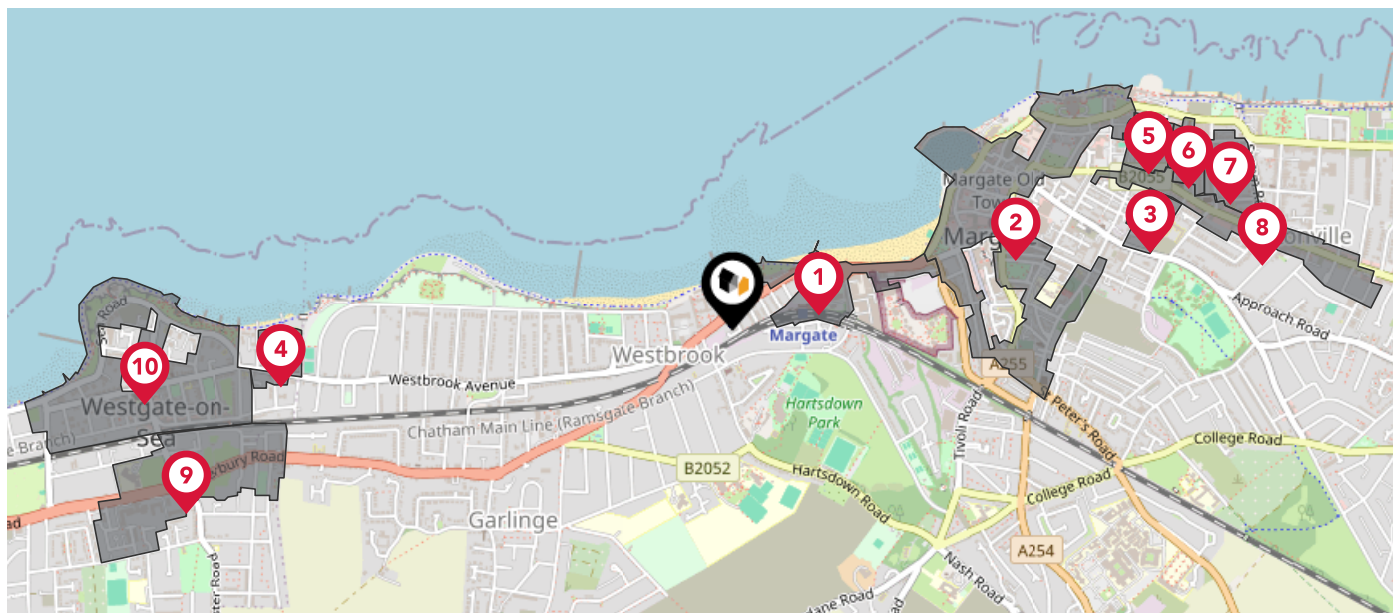 5
6
7
B2055
Margate Old
Town
2
3
8
1
Margate
Approach Road
4
Westbrook
10
Westbrook Avenue
A255
Westgate-on-
Sea
Chatham Main Line (Ramsgate Branch)
Hartsdown
Park
Tivoli Road
Peter's Road
College Road
9
B2052
Hartsdown Road
College Road
Garlinge
A254
Nash Road